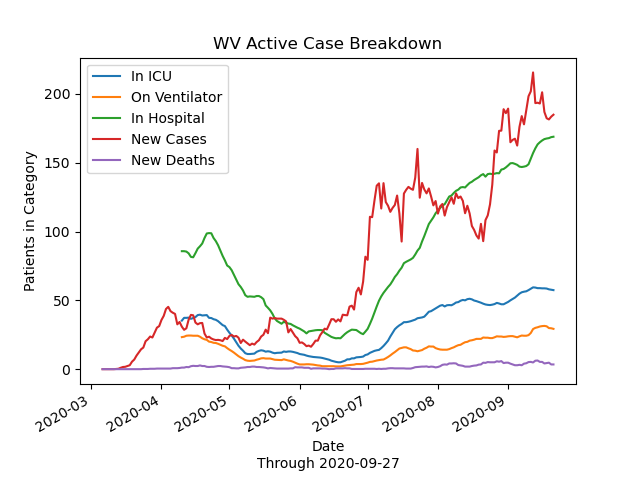 WV Active Case Breakdown
In ICU
On Ventilator
In Hospital
New Cases
New Deaths
Patients in Category
200
150
100
50
0
2020-03
2020-04
2020-05
2020-06
2020-07
2020-08
2020-09
Date
Through 2020-09-27